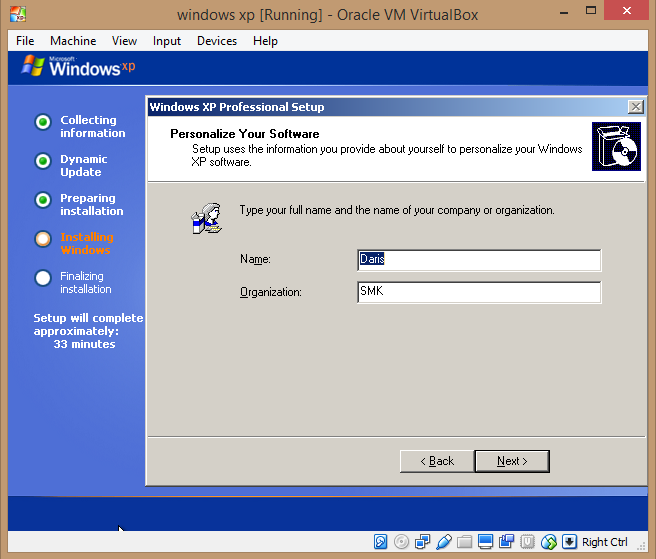 windows xp [Running] - Oracle VM VirtualBox
File Machine View Input Devices Help
Microsoft
Windows xp
Windows XP Professional Setup
Collecting
information
Dynamic
Update
Preparing
installation
Installing
Windows
Finalizing
installation
Setup will complete
approximately:
33 minutes
Personalize Your Software
Setup uses the information you provide about yourself to personalize your Windows
XP software.
Type your full name and the name of your company or organization.
Name: Daris
Organization: SMK
< Back Next >
Right Ctrl